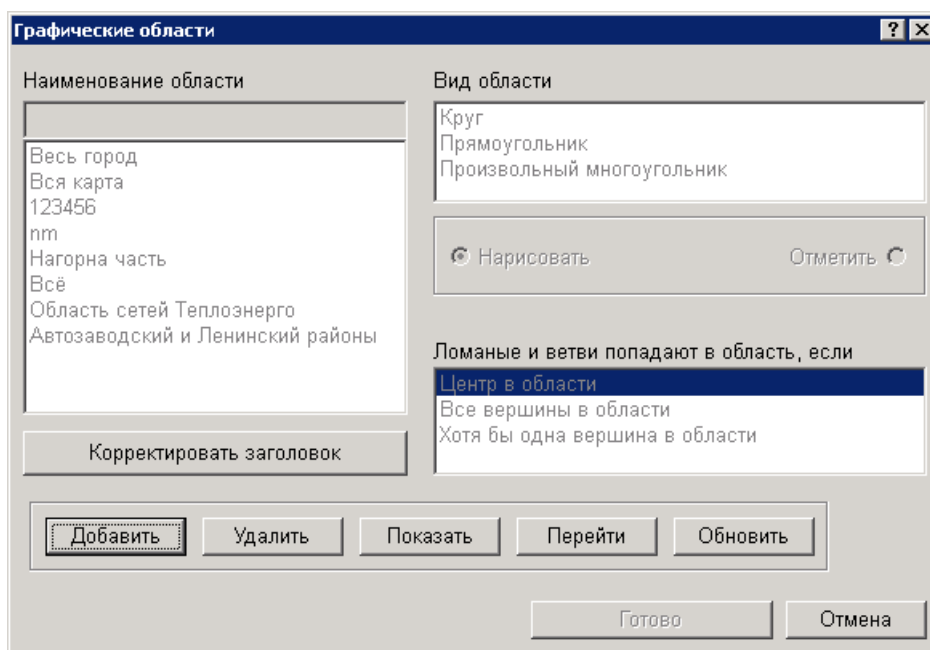 Графические области
Наименование области
Весь город
Вся карта
123456
nm
Нагорна часть
Всё
Область сетей Теплоэнерго
Автозаводский и Ленинский районы
Корректировать заголовок
Вид области
Круг
Прямоугольник
Произвольный многоугольник
Нарисовать Отметить
Ломаные и ветви попадают в область, если
Центр в области
Все вершины в области
Хотя бы одна вершина в области
Добавить Удалить Показать Перейти Обновить
Готово Отмена